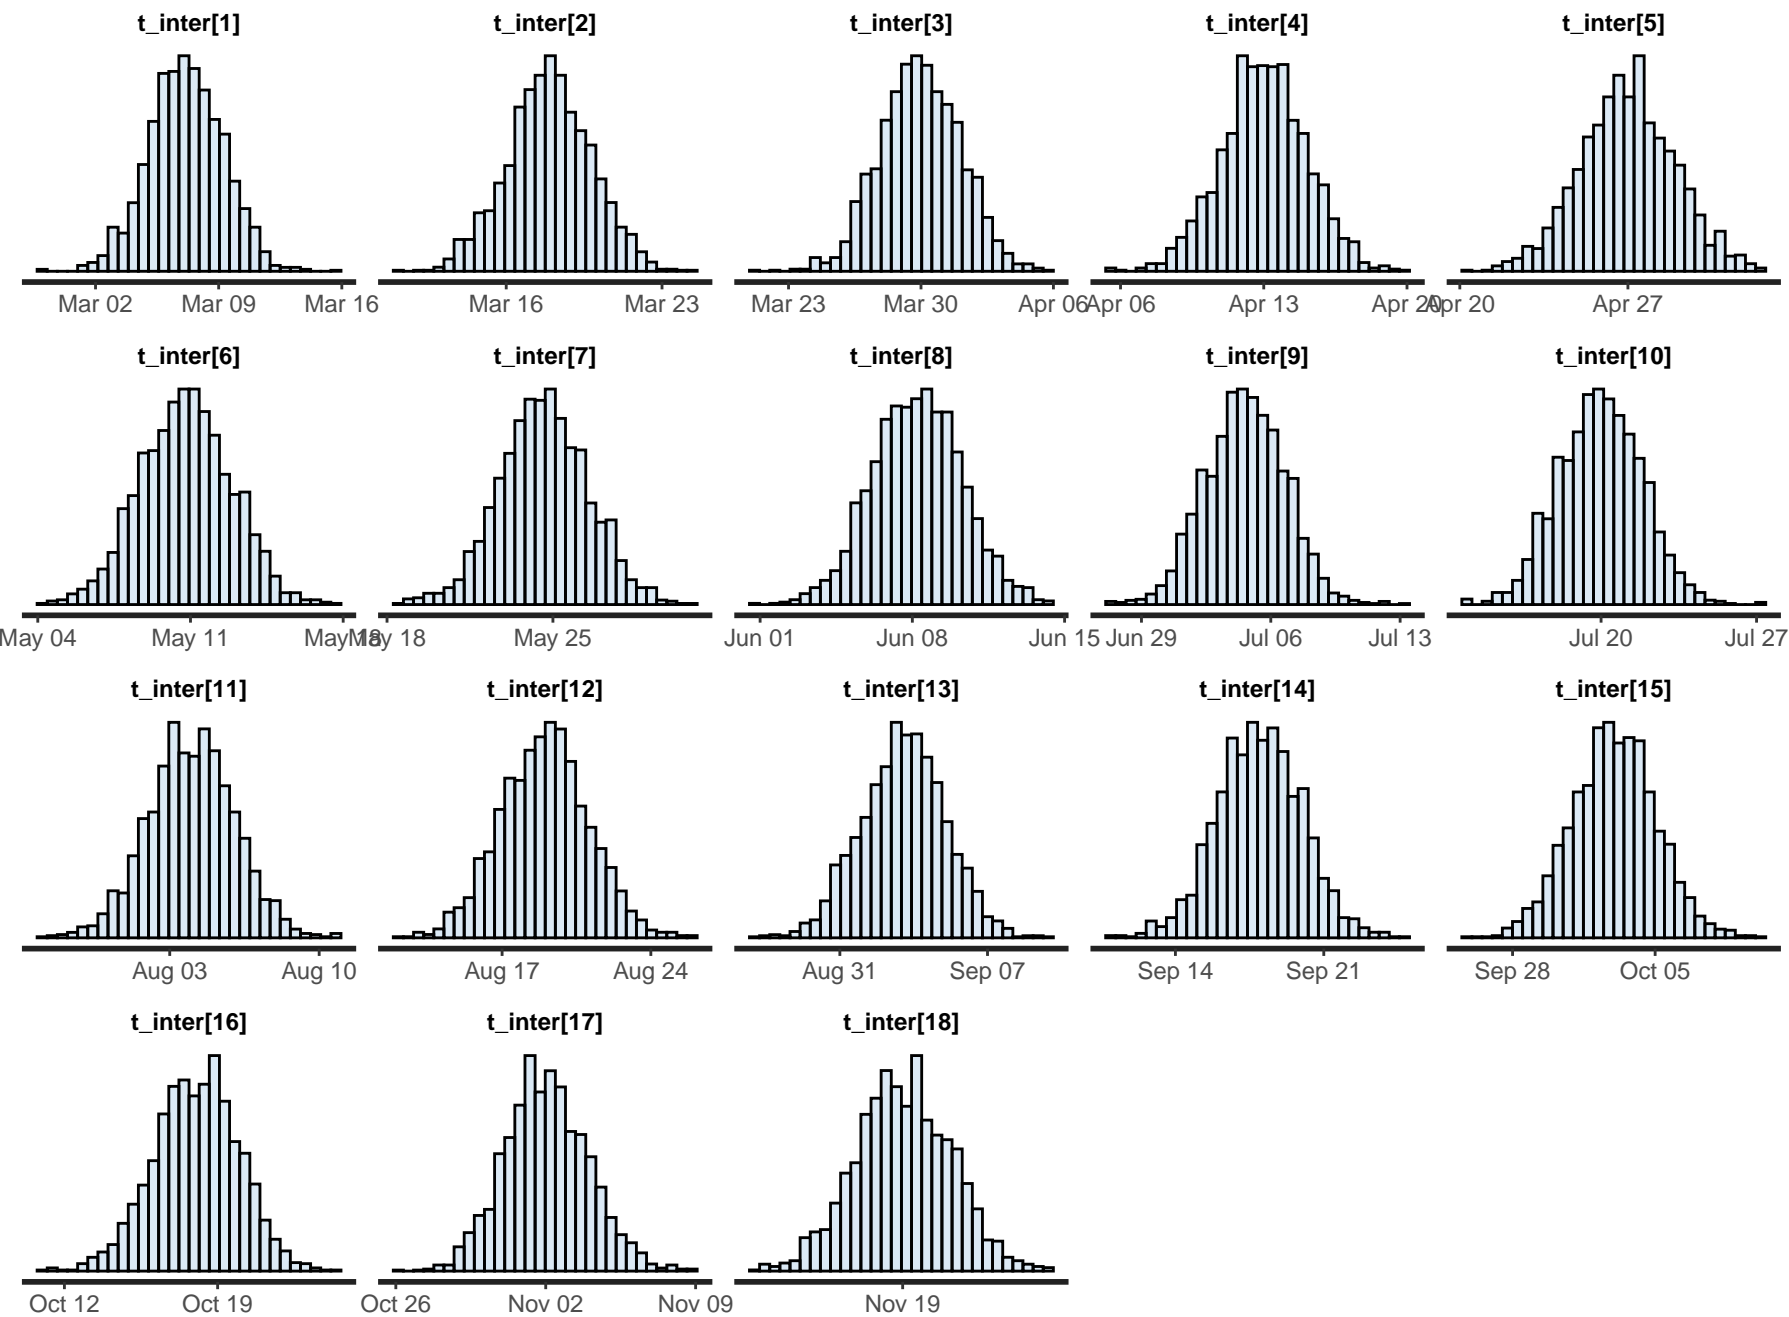 t_inter[1] t_inter[2] t_inter[3] t_inter[4] t_inter[5]
Mar 02 Mar 09 Mar 16 Mar 16 Mar 23 Mar 23 Mar 30 Apr 06 Apr 06 Apr 13 Apr 20 Apr 20 Apr 27
t_inter[6] t_inter[7] t_inter[8] t_inter[9] t_inter[10]
May 04 May 11 May 18 May 18 May 25 Jun 01 Jun 08 Jun 15 Jun 29 Jul 06 Jul 13 Jul 20 Jul 27
t_inter[11] t_inter[12] t_inter[13] t_inter[14] t_inter[15]
Aug 03 Aug 10 Aug 17 Aug 24 Aug 31 Sep 07 Sep 14 Sep 21 Sep 28 Oct 05
t_inter[16] t_inter[17] t_inter[18]
Oct 12 Oct 19 Oct 26 Nov 02 Nov 09 Nov 19